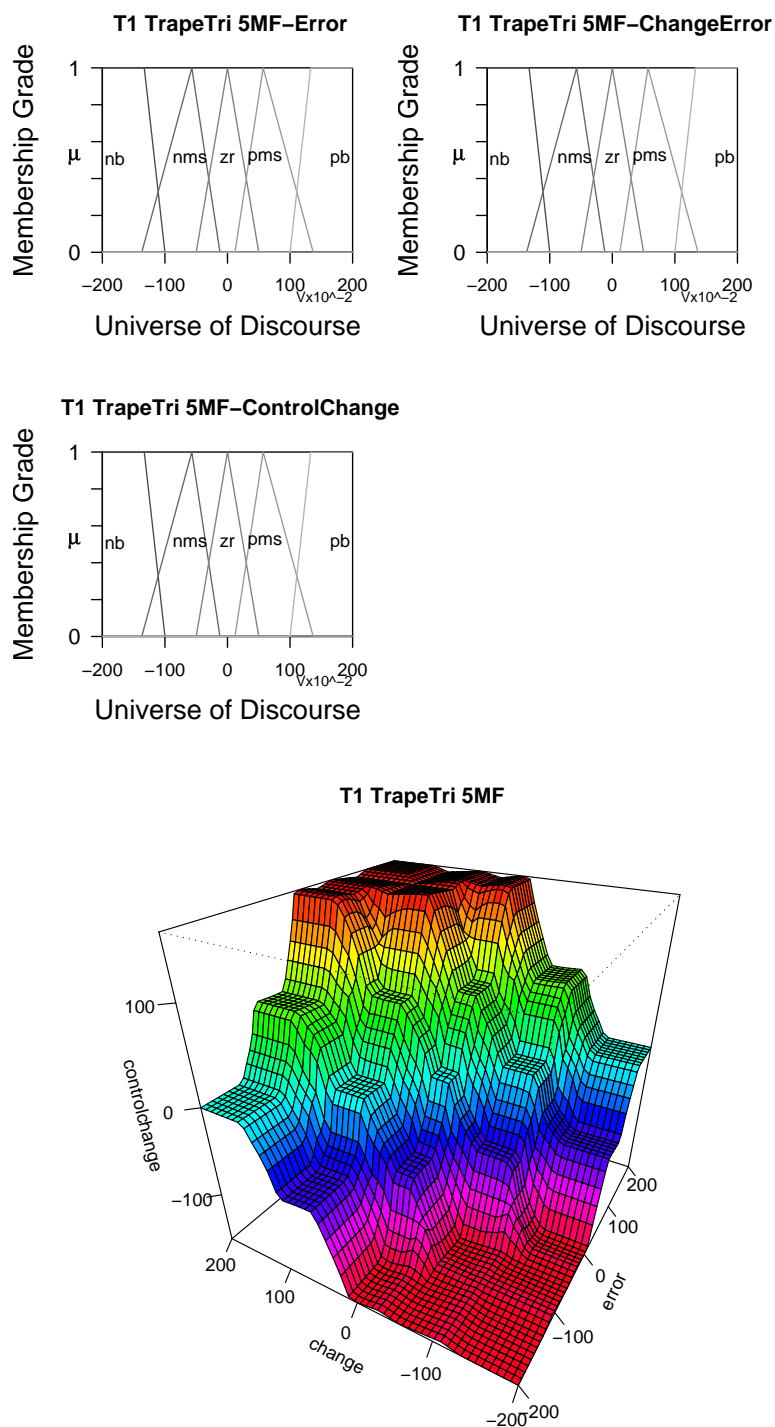 T1 TrapeTri 5MF−Error
Membership Grade
1
μ
0
nb
nms
zr
pms
pb
−200 −100 0 100 200
Vx10^−2
Universe of Discourse
T1 TrapeTri 5MF−ChangeError
Membership Grade
1
μ
0
nb
nms
zr
pms
pb
−200 −100 0 100 200
Vx10^−2
Universe of Discourse
T1 TrapeTri 5MF−ControlChange
Membership Grade
1
μ
0
nb
nms
zr
pms
pb
−200 −100 0 100 200
Vx10^−2
Universe of Discourse
T1 TrapeTri 5MF
controlchange
100
0
−100
change
200
100
0
−100
−200
error
−200
−100
0
100
200